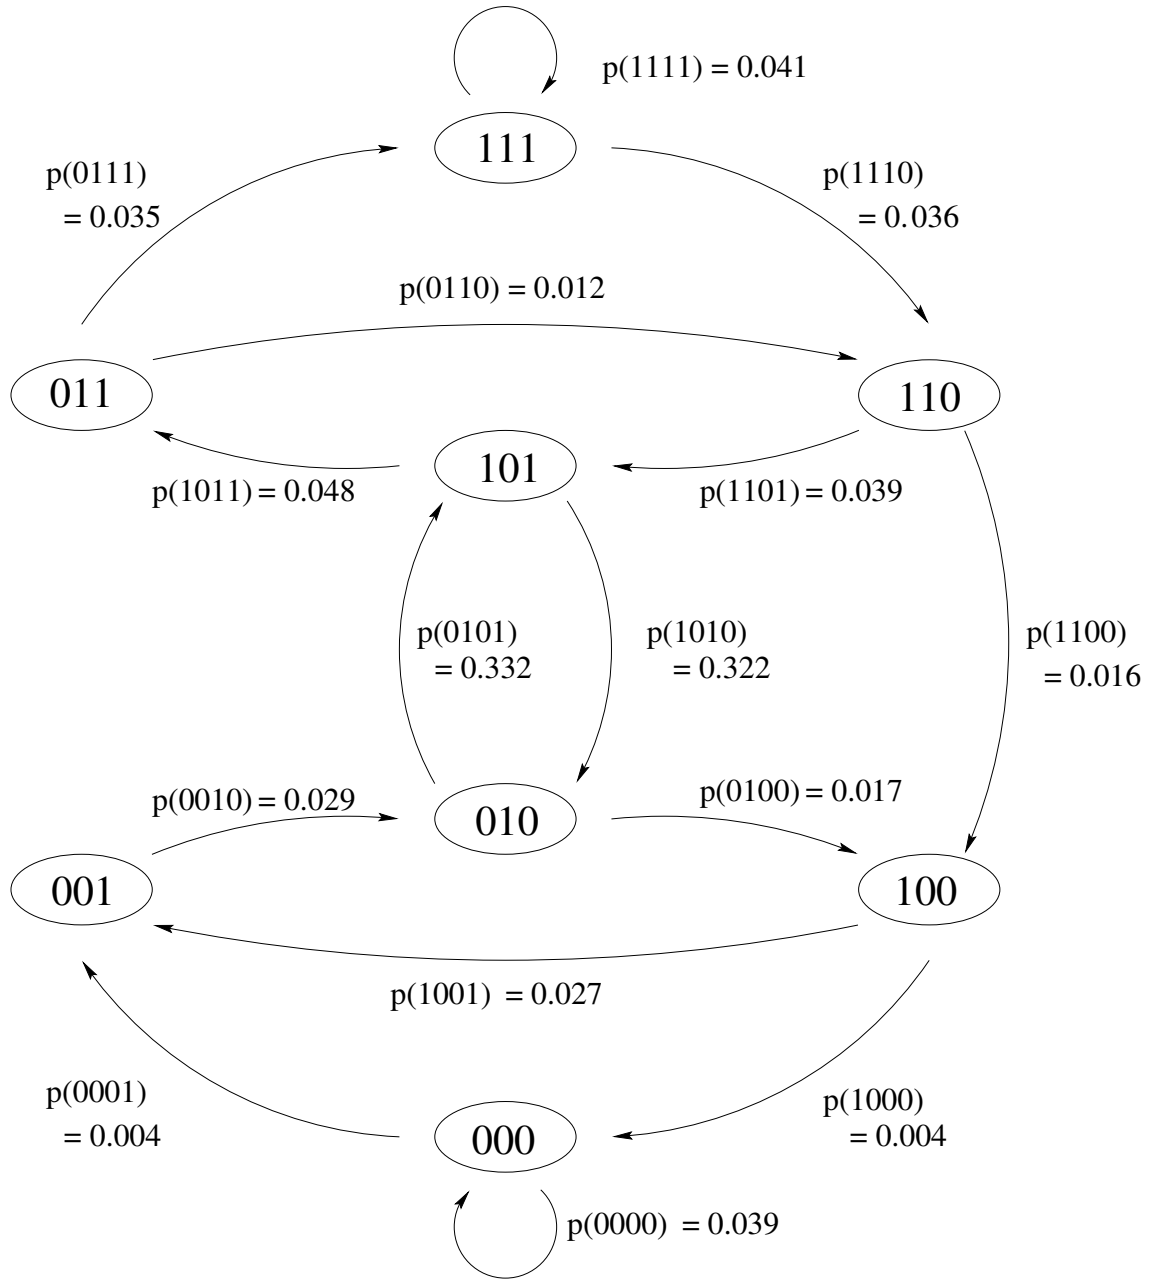 p(1111) = 0.041
111
p(0111)
= 0.035
p(1110)
= 0.036
p(0110) = 0.012
011
110
101
p(1011) = 0.048
p(1101) = 0.039
p(0101)
= 0.332
p(1010)
= 0.322
p(1100)
= 0.016
p(0010) = 0.029
p(0100) = 0.017
010
001
100
p(1001) = 0.027
p(0001)
= 0.004
p(1000)
= 0.004
000
p(0000) = 0.039